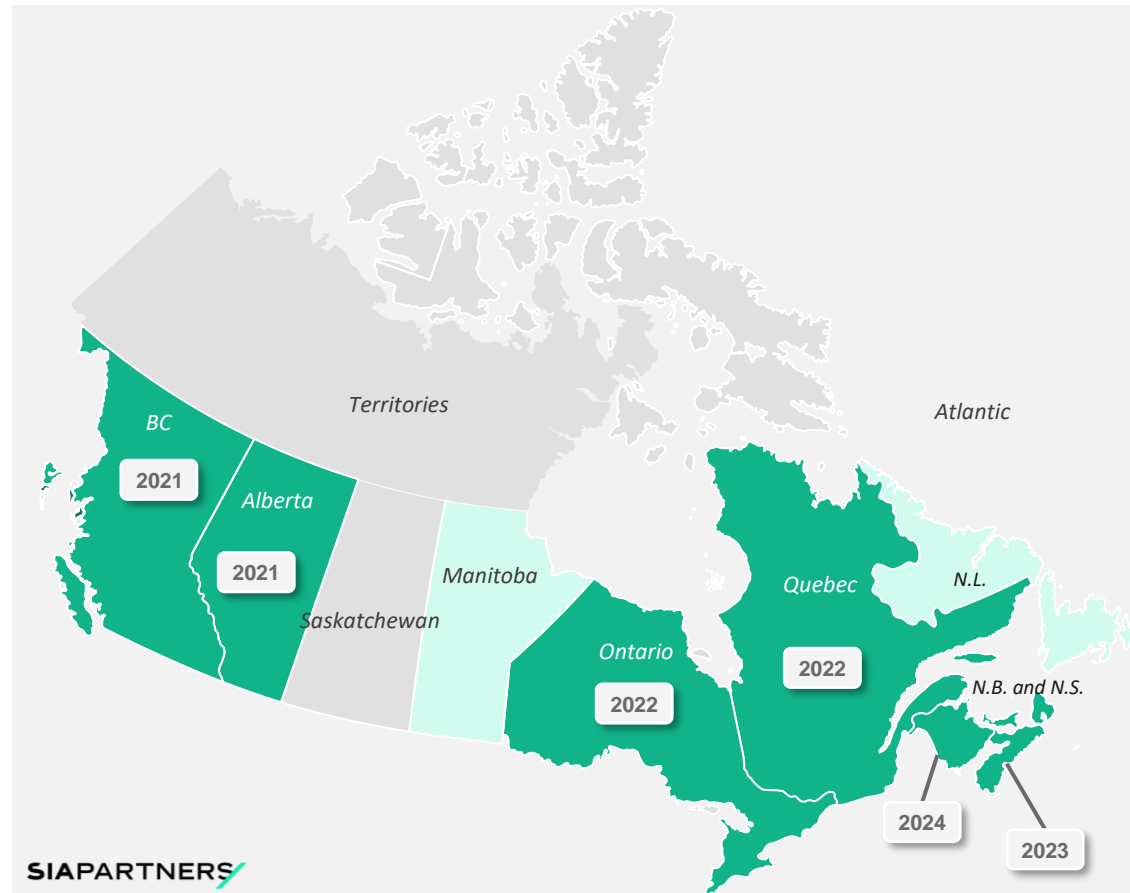 Territories
Atlantic
BC
2021
Alberta
2021
Saskatchewan
Manitoba
Ontario
2022
Quebec
2022
N.L.
N.B. and N.S.
2024
2023
SIAPARTNERS